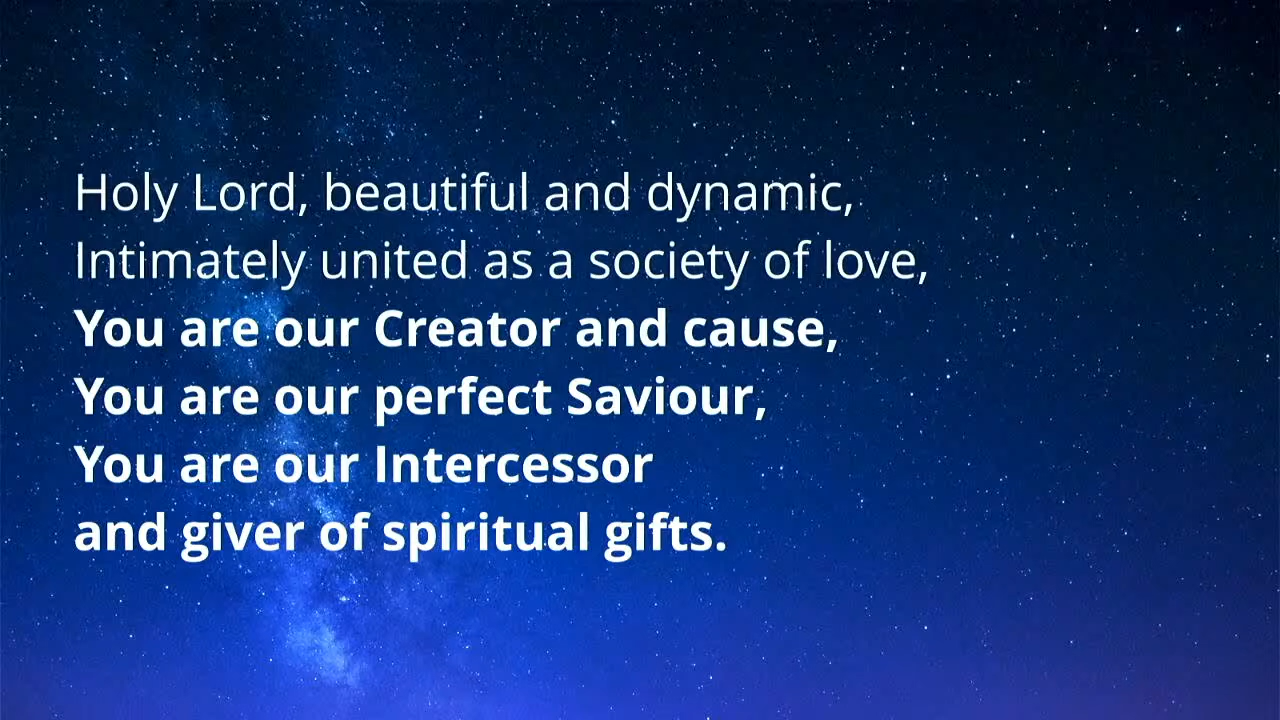 Holy Lord, beautiful and dynamic,
Intimately united as a society of love,
You are our Creator and cause,
You are our perfect Saviour,
You are our Intercessor
and giver of spiritual gifts.